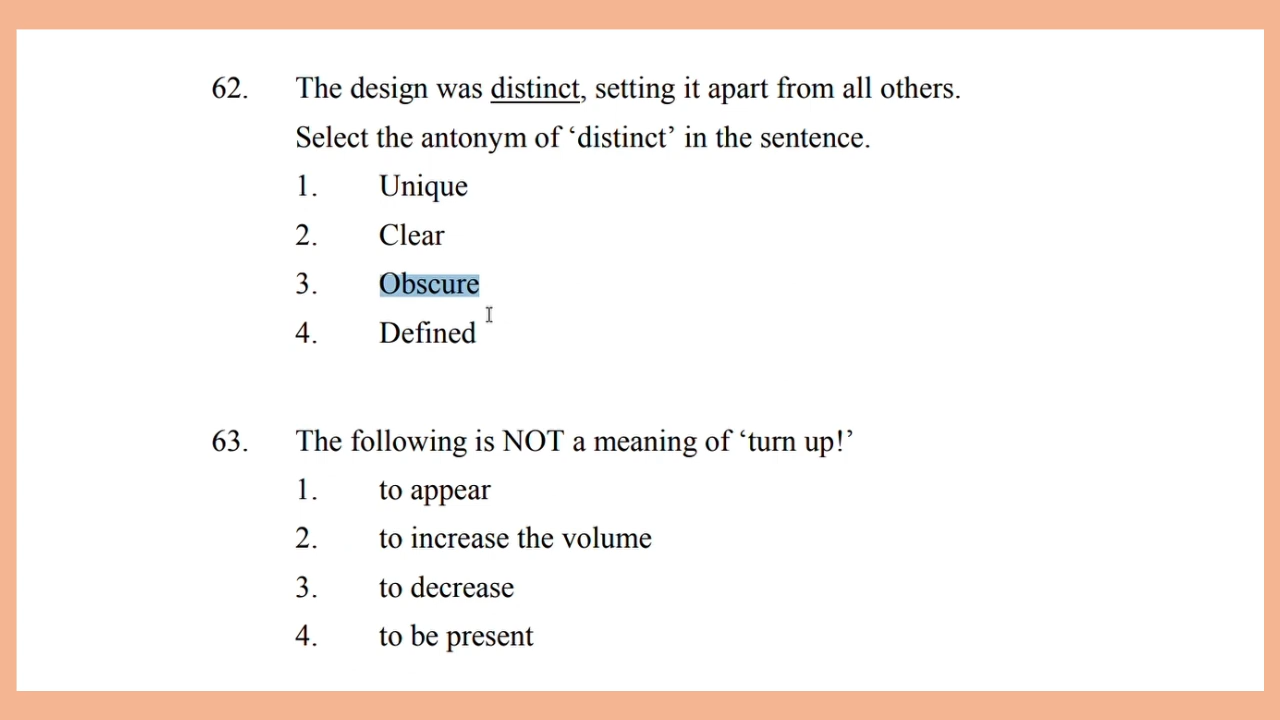 62. The design was distinct, setting it apart from all others.
Select the antonym of ‘distinct’ in the sentence.
1. Unique
2. Clear
3. Obscure
4. Defined
63. The following is NOT a meaning of ‘turn up!’
1. to appear
2. to increase the volume
3. to decrease
4. to be present